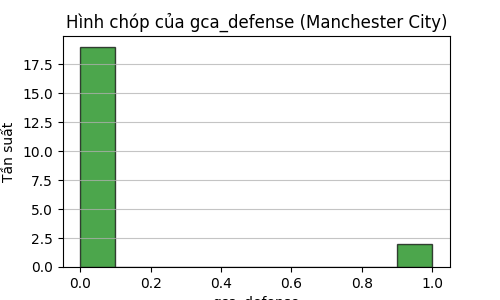 Hình chóp của gca_defense (Manchester City)
17.5
15.0
12.5
10.0
7.5
5.0
2.5
0.0
Tần suất
0.0 0.2 0.4 0.6 0.8 1.0
gca_defense